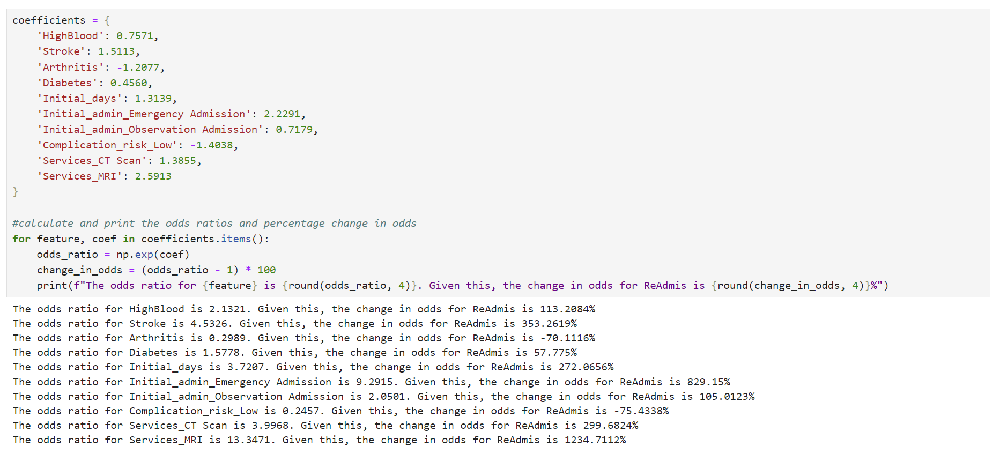 coefficients = {
    'HighBlood': 0.7571,
    'Stroke': 1.5113,
    'Arthritis': -1.2077,
    'Diabetes': 0.4560,
    'Initial_days': 1.3139,
    'Initial_admin_Emergency Admission': 2.2291,
    'Initial_admin_Observation Admission': 0.7179,
    'Complication_risk_Low': -1.4038,
    'Services_CT Scan': 1.3855,
    'Services_MRI': 2.5913
}
#calculate and print the odds ratios and percentage change in odds
for feature, coef in coefficients.items():
    odds_ratio = np.exp(coef)
    change_in_odds = (odds_ratio - 1) * 100
    print(f"The odds ratio for {feature} is {round(odds_ratio, 4)}. Given this, the change in odds for ReAdmis is {round(change_in_odds, 4)}%")
The odds ratio for HighBlood is 2.1321. Given this, the change in odds for ReAdmis is 113.2084%
The odds ratio for Stroke is 4.5326. Given this, the change in odds for ReAdmis is 353.2619%
The odds ratio for Arthritis is 0.2989. Given this, the change in odds for ReAdmis is -70.1116%
The odds ratio for Diabetes is 1.5778. Given this, the change in odds for ReAdmis is 57.775%
The odds ratio for Initial_days is 3.7207. Given this, the change in odds for ReAdmis is 272.0656%
The odds ratio for Initial_admin_Emergency Admission is 9.2915. Given this, the change in odds for ReAdmis is 829.15%
The odds ratio for Initial_admin_Observation Admission is 2.0501. Given this, the change in odds for ReAdmis is 105.0123%
The odds ratio for Complication_risk_Low is 0.2457. Given this, the change in odds for ReAdmis is -75.4338%
The odds ratio for Services_CT Scan is 3.9968. Given this, the change in odds for ReAdmis is 299.6824%
The odds ratio for Services_MRI is 13.3471. Given this, the change in odds for ReAdmis is 1234.7112%